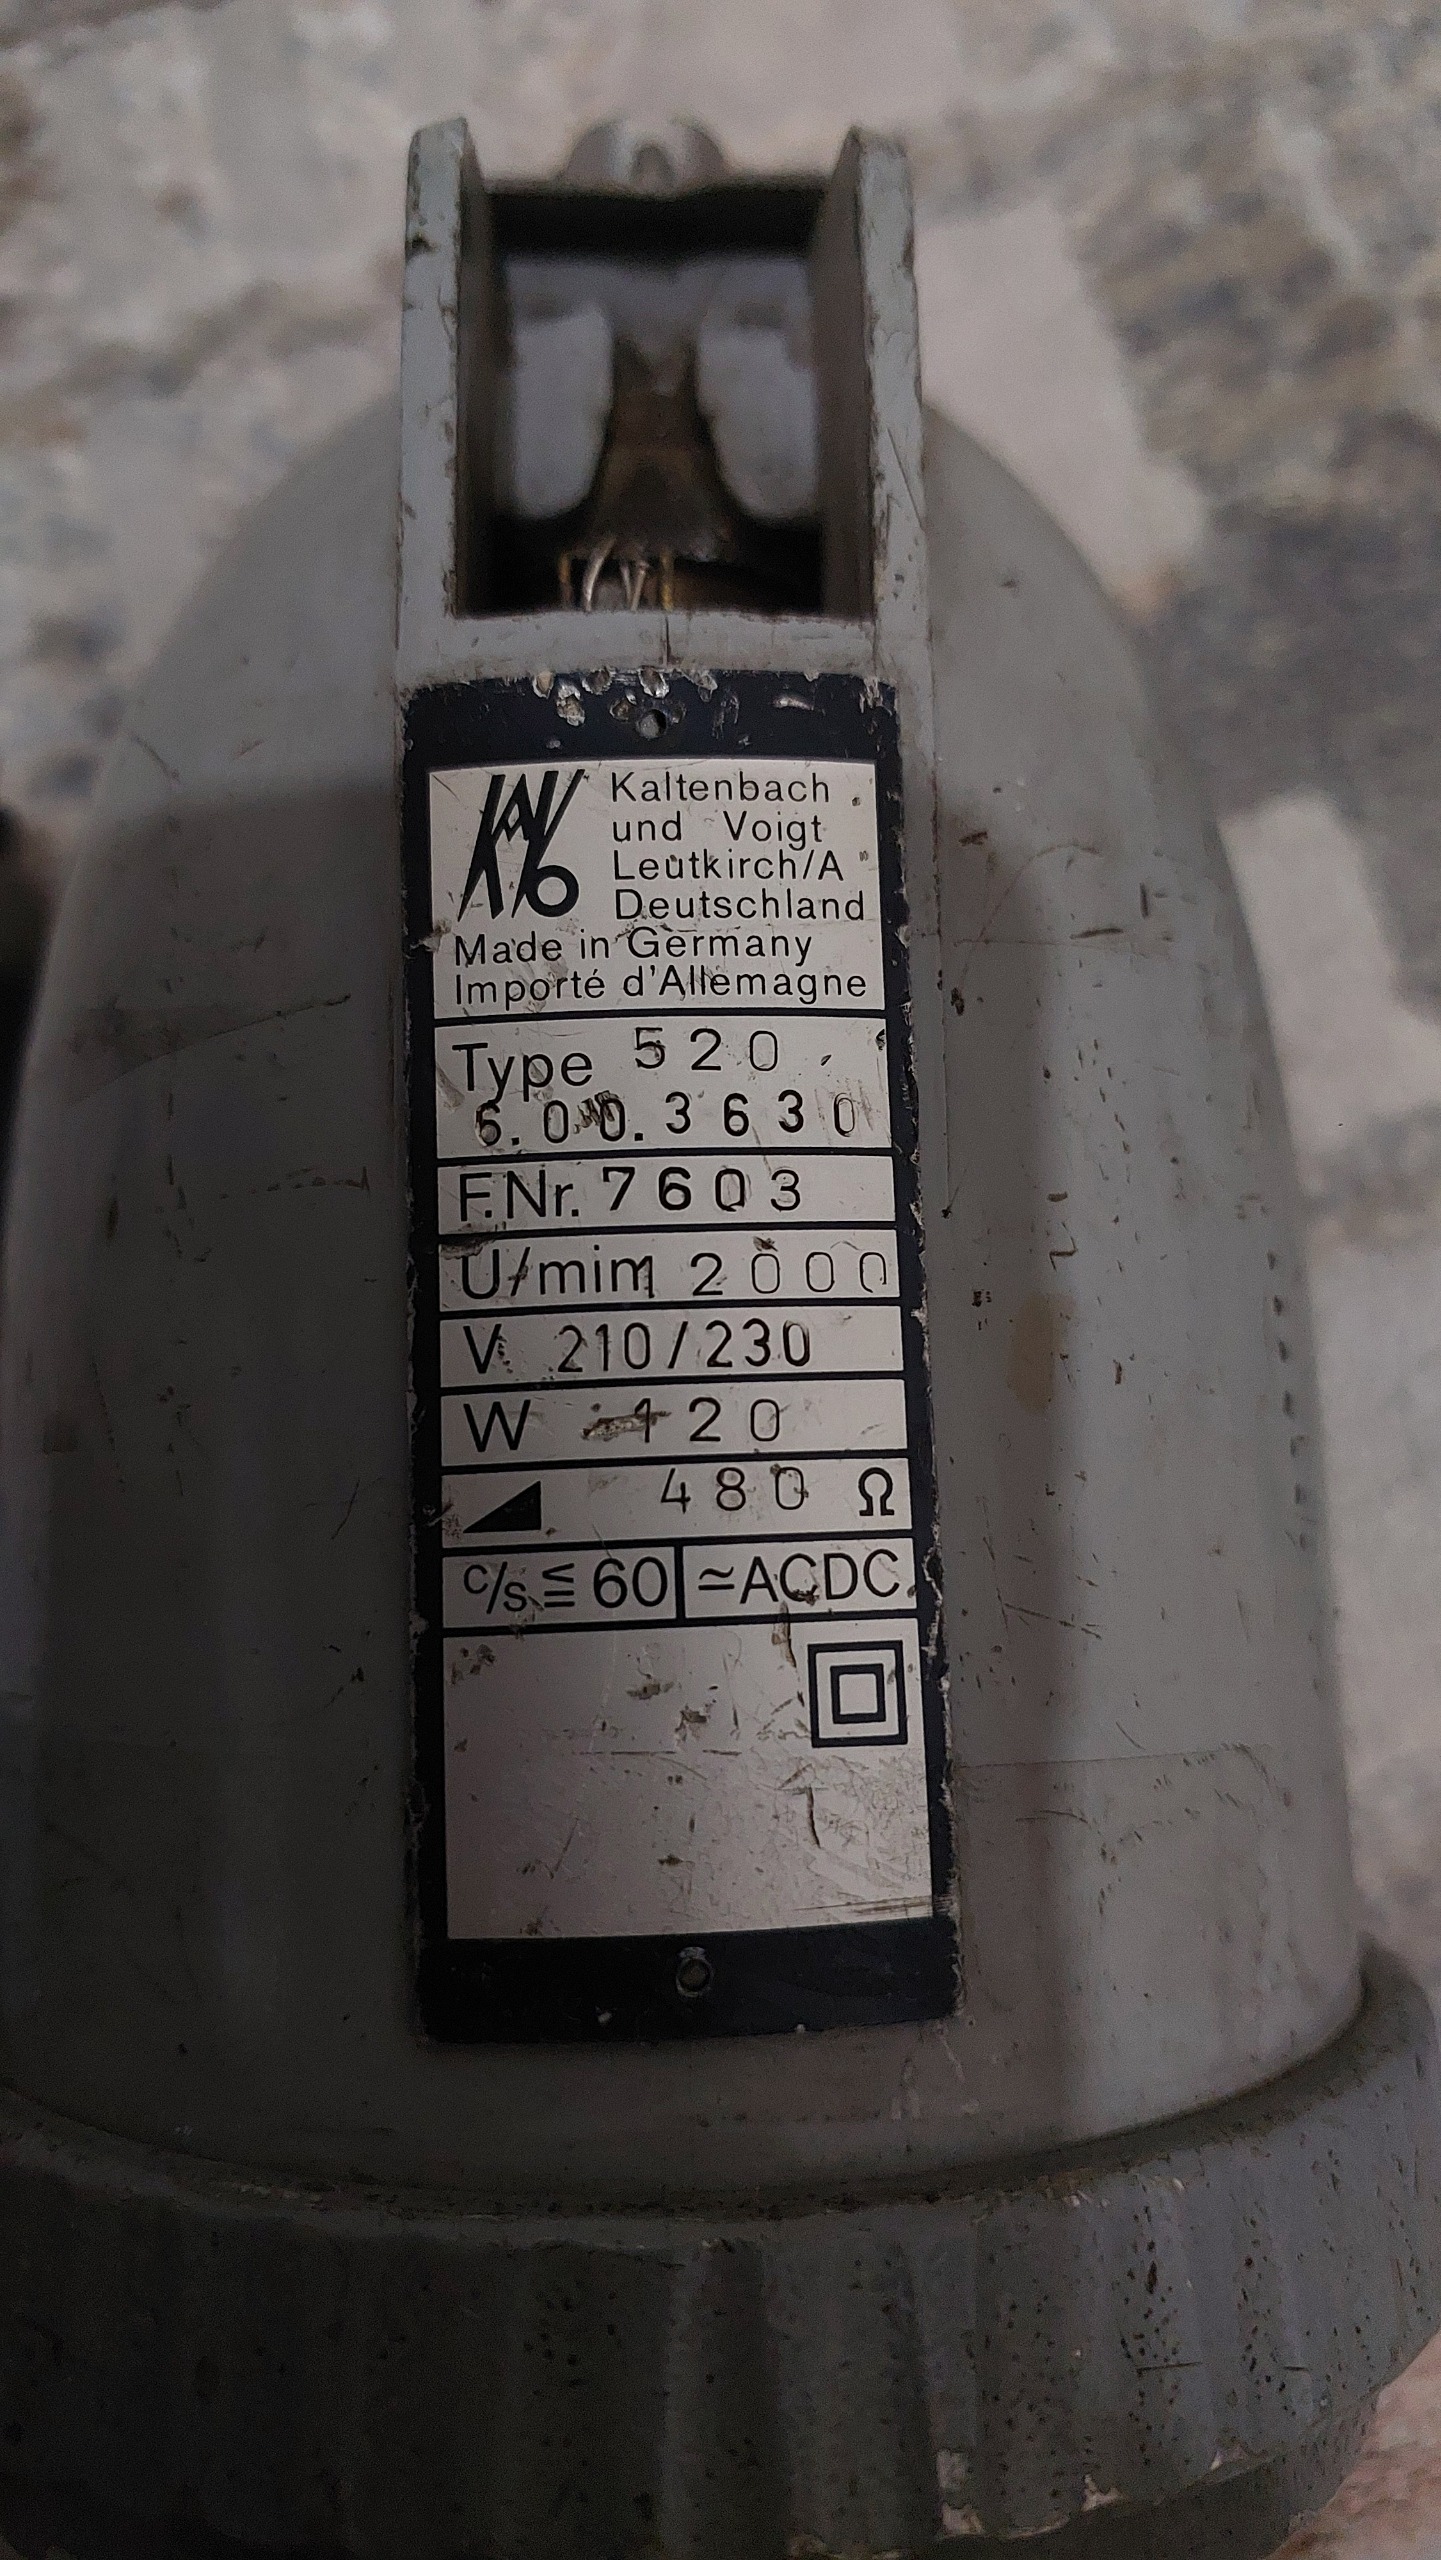 KAVO
Kaltenbach
und Voigt
Leutkirch/A
Deutschland
Made in Germany
Importé d'Allemagne
Type 520
6.00.3630
F.Nr. 7603
U/mim 2000
V 210/230
W 120
480 Ω
c/s ≦ 60 ≃ACDC